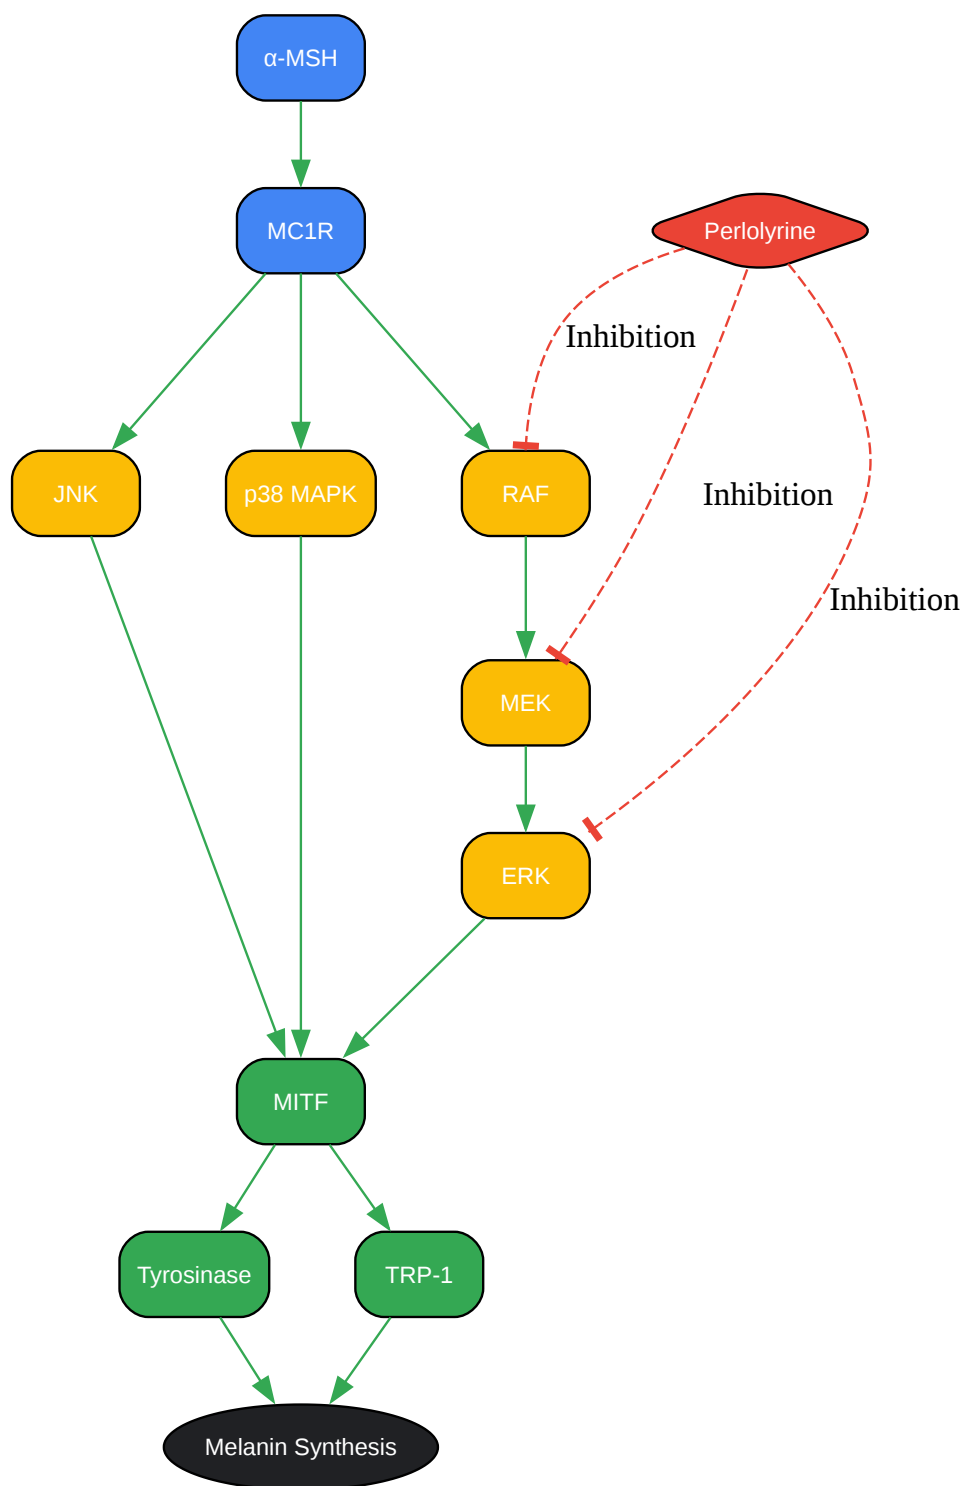 α-MSH
MC1R
Perlolyrine
Inhibition
JNK
p38 MAPK
RAF
Inhibition
Inhibition
MEK
ERK
MITF
Tyrosinase
TRP-1
Melanin Synthesis